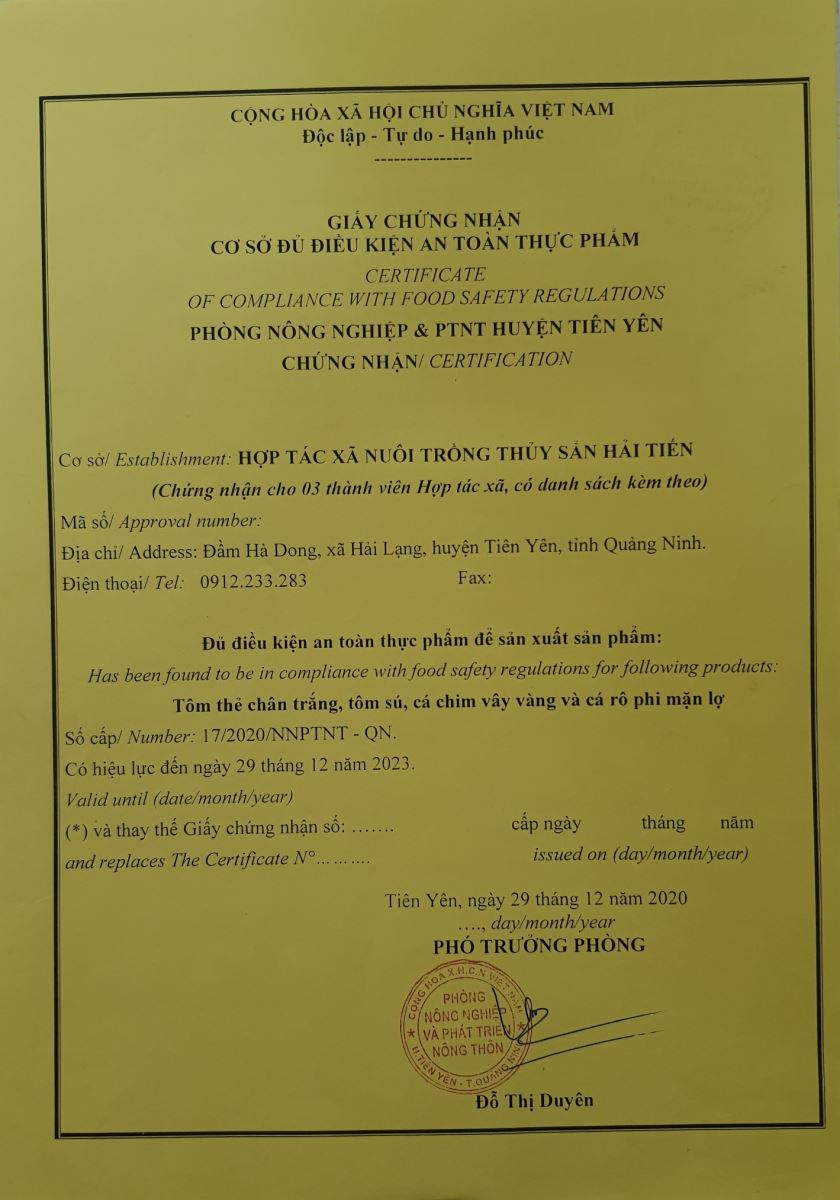 CỘNG HÒA XÃ HỘI CHỦ NGHĨA VIỆT NAM
Độc lập - Tự do - Hạnh phúc
---------------
GIẤY CHỨNG NHẬN
CƠ SỞ ĐỦ ĐIỀU KIỆN AN TOÀN THỰC PHẨM
CERTIFICATE
OF COMPLIANCE WITH FOOD SAFETY REGULATIONS
PHÒNG NÔNG NGHIỆP & PTNT HUYỆN TIÊN YÊN
CHỨNG NHẬN/ CERTIFICATION
Cơ sở/ Establishment: HỢP TÁC XÃ NUÔI TRỒNG THỦY SẢN HẢI TIẾN
(Chứng nhận cho 03 thành viên Hợp tác xã, có danh sách kèm theo)
Mã số/ Approval number:
Địa chỉ/ Address: Đầm Hà Dong, xã Hải Lạng, huyện Tiên Yên, tỉnh Quảng Ninh.
Điện thoại/ Tel: 0912.233.283 Fax:
Đủ điều kiện an toàn thực phẩm để sản xuất sản phẩm:
Has been found to be in compliance with food safety regulations for following products:
Tôm thẻ chân trắng, tôm sú, cá chim vây vàng và cá rô phi mặn lợ
Số cấp/ Number: 17/2020/NNPTNT - QN.
Có hiệu lực đến ngày 29 tháng 12 năm 2023.
Valid until (date/month/year)
(*) và thay thế Giấy chứng nhận số: ……. cấp ngày tháng năm
and replaces The Certificate N°……… issued on (day/month/year)
Tiên Yên, ngày 29 tháng 12 năm 2020
…., day/month/year
PHÓ TRƯỞNG PHÒNG
CỘNG HÒA X.H.C.N VIỆT NAM
PHÒNG
NÔNG NGHIỆP
VÀ PHÁT TRIỂN
NÔNG THÔN
H.TIÊN YÊN - T.QUẢNG NINH
Đỗ Thị Duyên